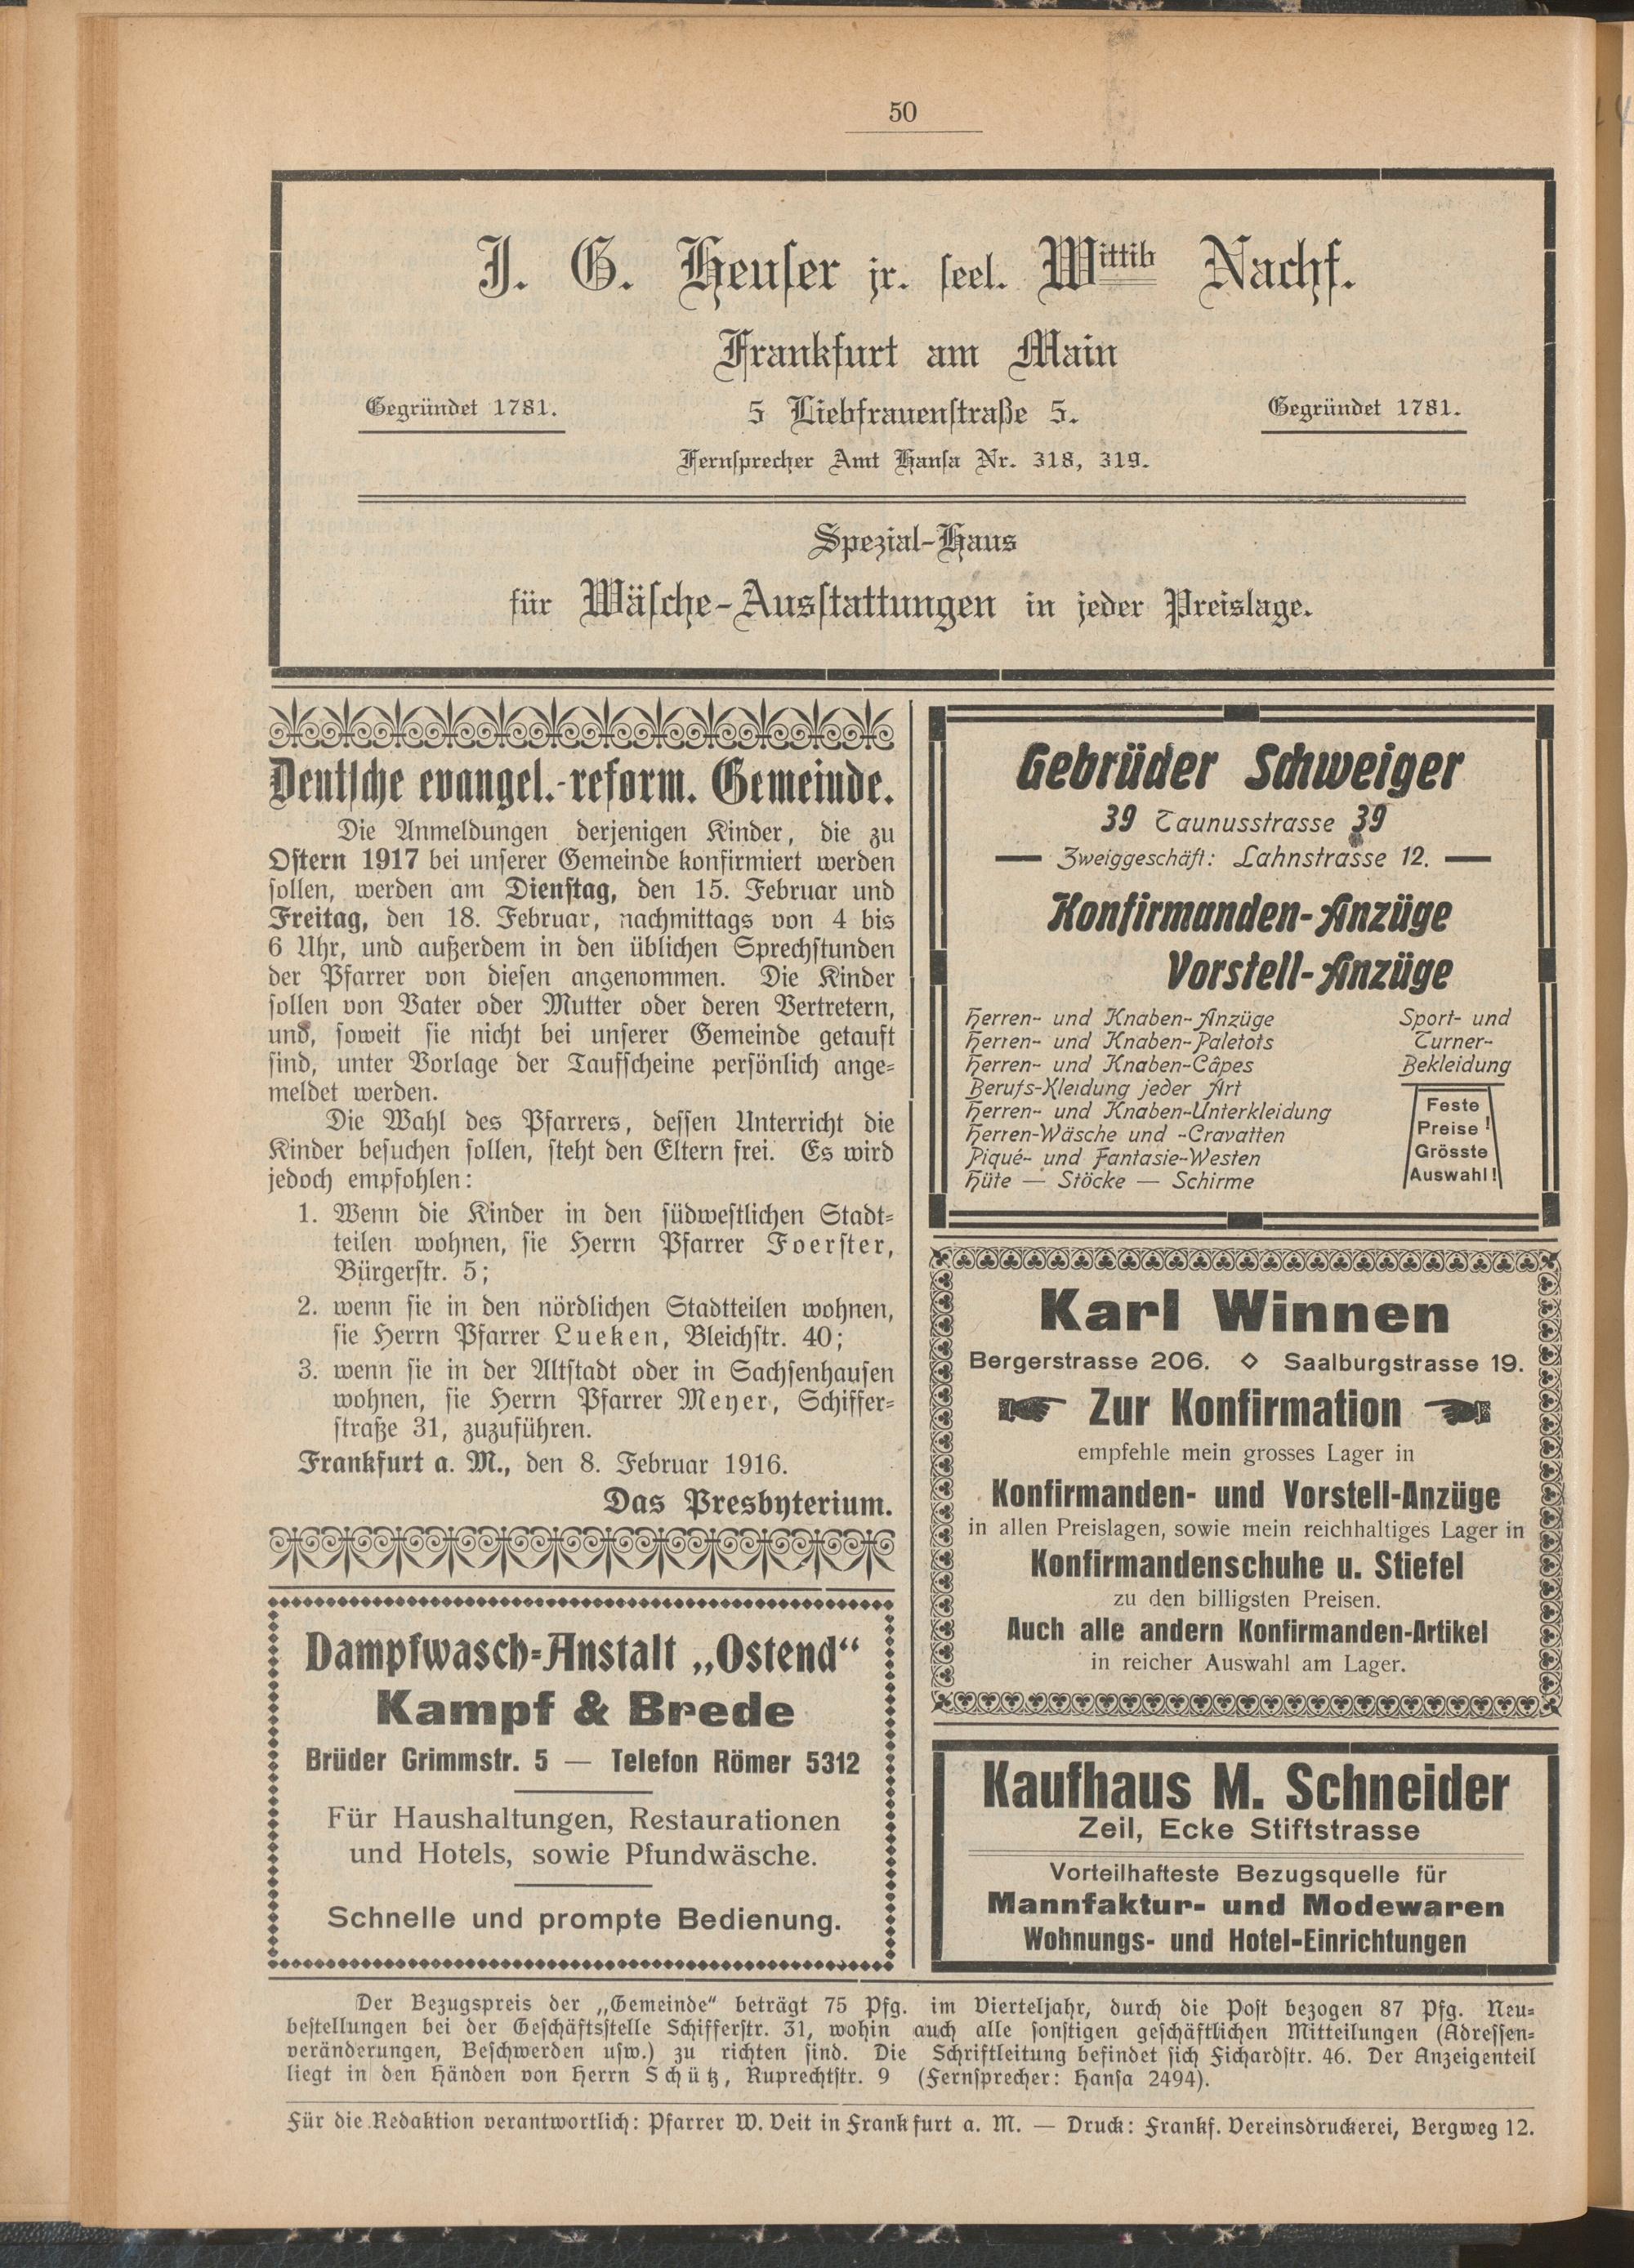 50
J. G. Heuser jr. seel. Wittib Nachf.
Frankfurt am Main
Gegründet 1781.
5 Liebfrauenstraße 5.
Gegründet 1781.
Fernsprecher Amt Hansa Nr. 318, 319.
Spezial-Haus
für Wäsche-Ausstattungen in jeder Preislage.
Deutsche evangel.-reform. Gemeinde.
Die Anmeldungen derjenigen Kinder, die zu
Ostern 1917 bei unserer Gemeinde konfirmiert werden
sollen, werden am Dienstag, den 15. Februar und
Freitag, den 18. Februar, nachmittags von 4 bis
6 Uhr, und außerdem in den üblichen Sprechstunden
der Pfarrer von diesen angenommen. Die Kinder
sollen von Vater oder Mutter oder deren Vertretern,
und, soweit sie nicht bei unserer Gemeinde getauft
sind, unter Vorlage der Taufscheine persönlich ange-
meldet werden.
Die Wahl des Pfarrers, dessen Unterricht die
Kinder besuchen sollen, steht den Eltern frei. Es wird
jedoch empfohlen:
1. Wenn die Kinder in den südwestlichen Stadt-
teilen wohnen, sie Herrn Pfarrer Foerster,
Bürgerstr. 5;
2. wenn sie in den nördlichen Stadtteilen wohnen,
sie Herrn Pfarrer Lueken, Bleichstr. 40;
3. wenn sie in der Altstadt oder in Sachsenhausen
wohnen, sie Herrn Pfarrer Meyer, Schiffer-
straße 31, zuzuführen.
Frankfurt a. M., den 8. Februar 1916.
Das Presbyterium.
Dampfwasch-Anstalt „Ostend“
Kampf & Brede
Brüder Grimmstr. 5 — Telefon Römer 5312
Für Haushaltungen, Restaurationen
und Hotels, sowie Pfundwäsche.
Schnelle und prompte Bedienung.
Gebrüder Schweiger
39 Taunusstrasse 39
— Zweiggeschäft: Lahnstrasse 12. —
Konfirmanden-Anzüge
Vorstell-Anzüge
Herren- und Knaben-Anzüge
Herren- und Knaben-Paletots
Herren- und Knaben-Câpes
Berufs-Kleidung jeder Art
Herren- und Knaben-Unterkleidung
Herren-Wäsche und -Cravatten
Piqué- und Fantasie-Westen
Hüte — Stöcke — Schirme
Sport- und
Turner-
Bekleidung
Feste
Preise!
Grösste
Auswahl!
Karl Winnen
Bergerstrasse 206. ◇ Saalburgstrasse 19.
Zur Konfirmation
empfehle mein grosses Lager in
Konfirmanden- und Vorstell-Anzüge
in allen Preislagen, sowie mein reichhaltiges Lager in
Konfirmandenschuhe u. Stiefel
zu den billigsten Preisen.
Auch alle andern Konfirmanden-Artikel
in reicher Auswahl am Lager.
Kaufhaus M. Schneider
Zeil, Ecke Stiftstrasse
Vorteilhafteste Bezugsquelle für
Mannfaktur- und Modewaren
Wohnungs- und Hotel-Einrichtungen
Der Bezugspreis der „Gemeinde“ beträgt 75 Pfg. im Vierteljahr, durch die Post bezogen 87 Pfg. Neu-
bestellungen bei der Geschäftsstelle Schifferstr. 31, wohin auch alle sonstigen geschäftlichen Mitteilungen (Adressen-
veränderungen, Beschwerden usw.) zu richten sind. Die Schriftleitung befindet sich Fichardstr. 46. Der Anzeigenteil
liegt in den Händen von Herrn Schütz, Ruprechtstr. 9 (Fernsprecher: Hansa 2494).
Für die Redaktion verantwortlich: Pfarrer W. Veit in Frankfurt a. M. — Druck: Frankf. Vereinsdruckerei, Bergweg 12.